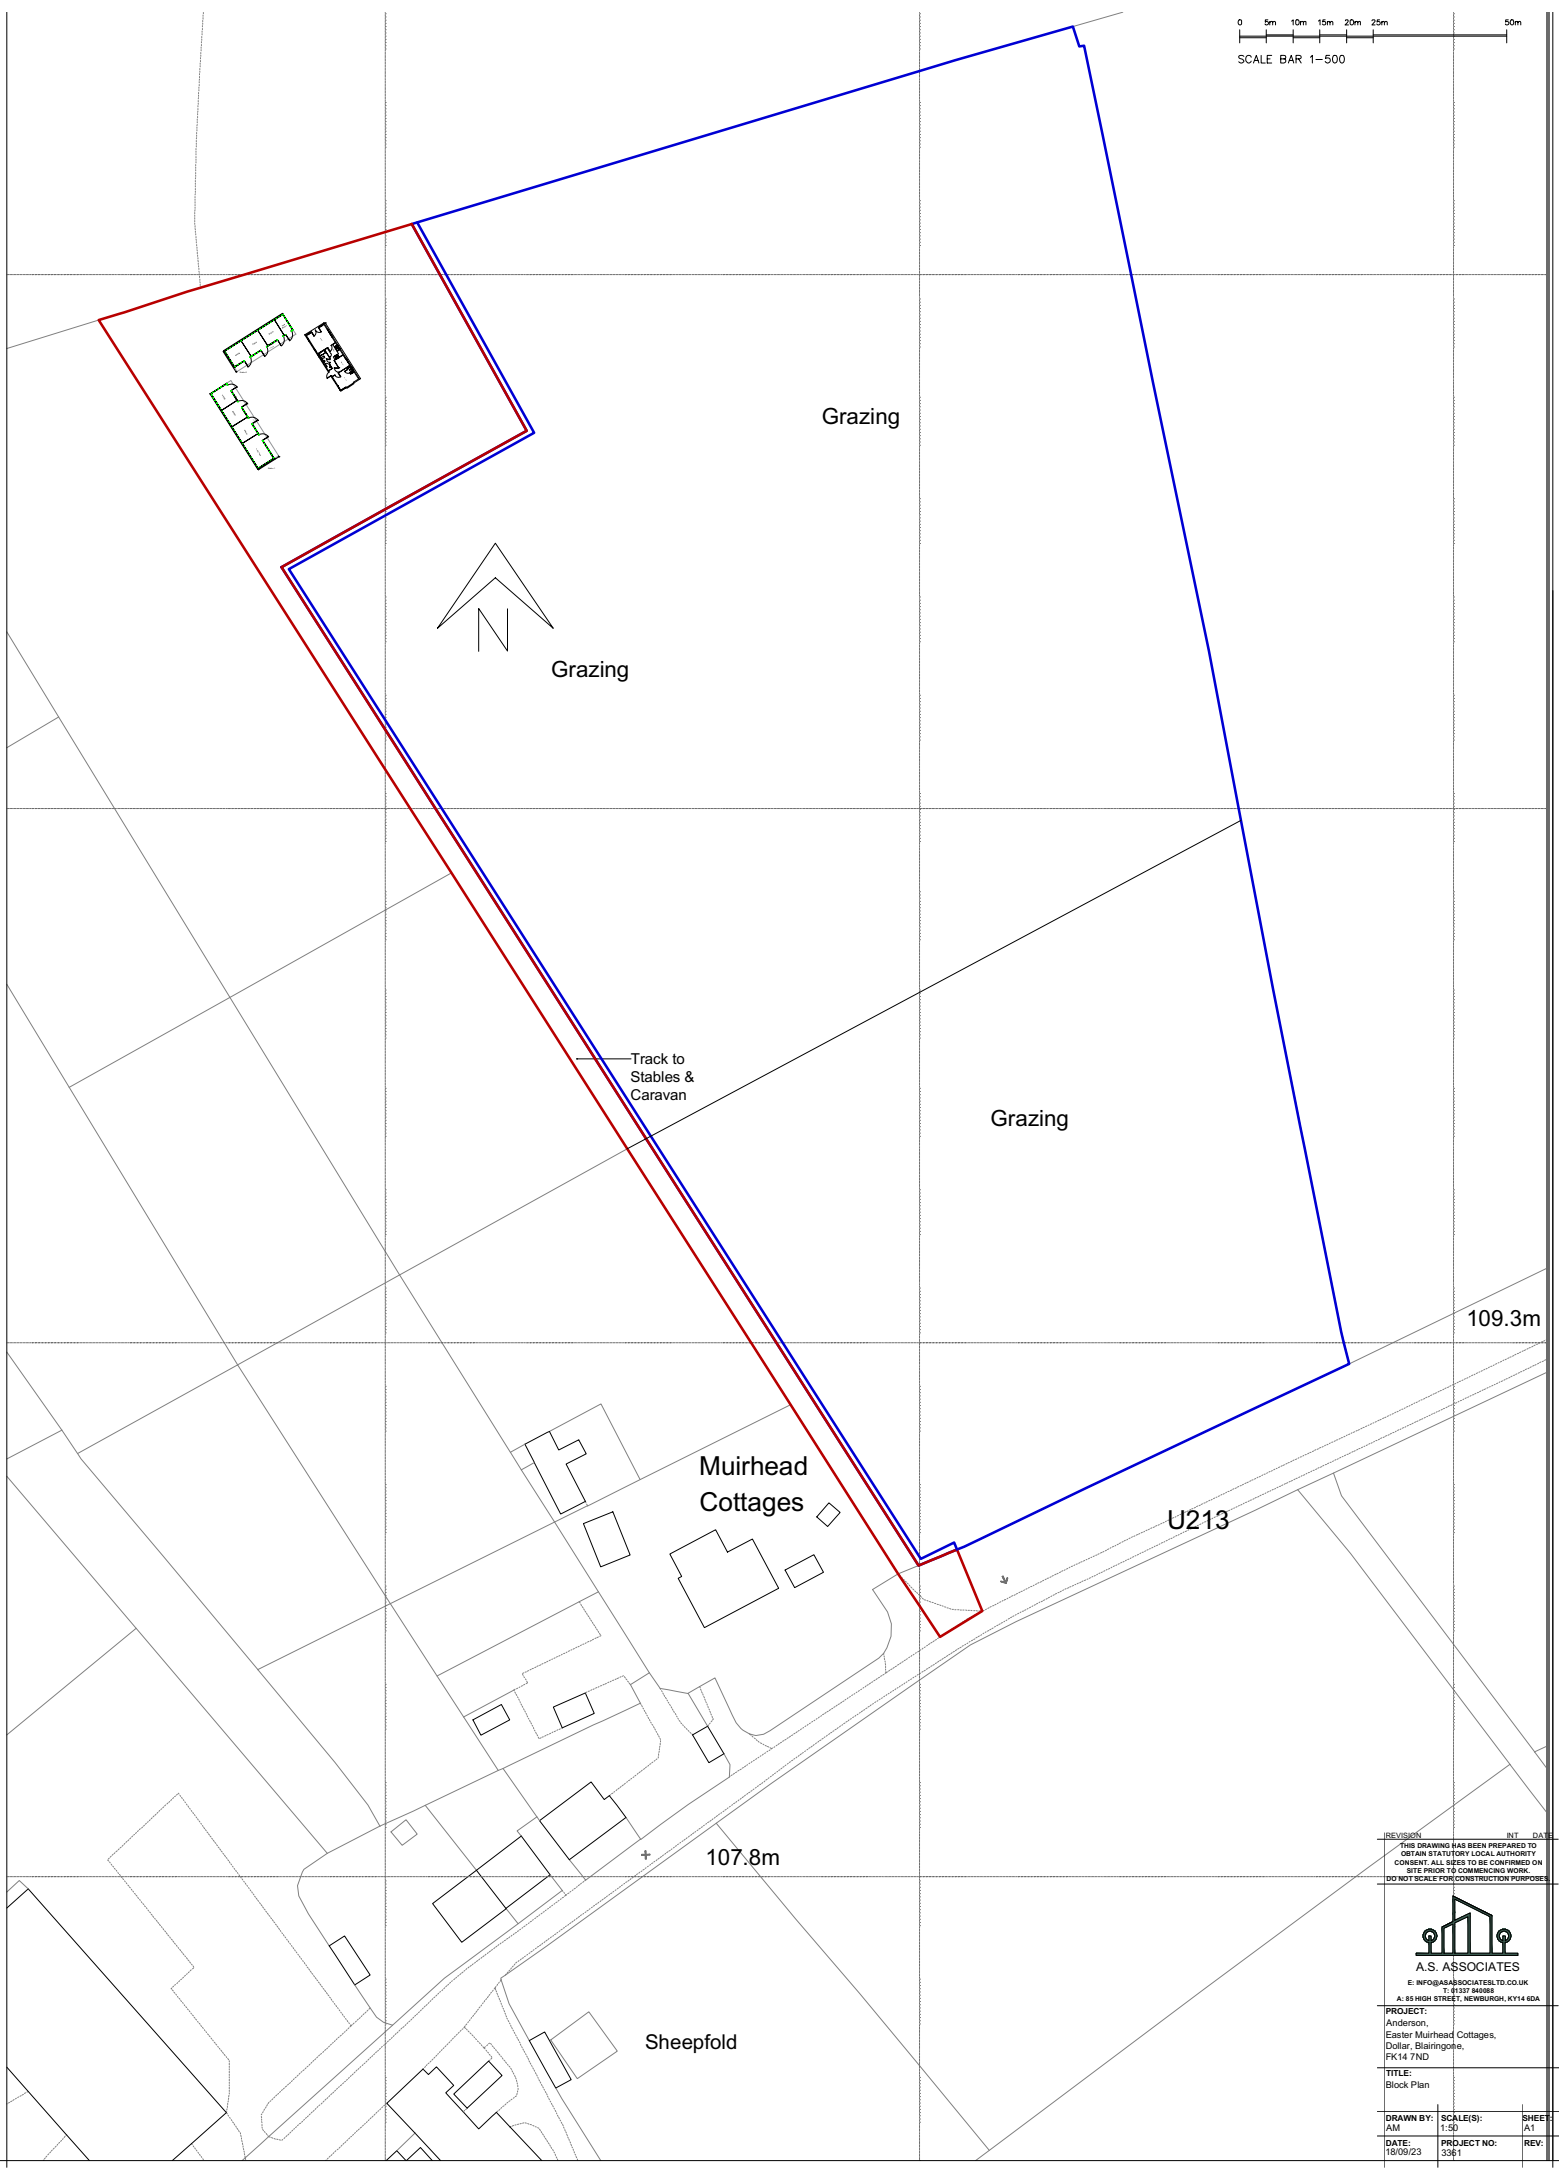 0 5m 10m 15m 20m 25m 50m
SCALE BAR 1-500
Grazing
N
Grazing
Track to
Stables &
Caravan
Grazing
109.3m
Muirhead
Cottages
U213
107.8m
Sheepfold
REVISION INT DATE
THIS DRAWING HAS BEEN PREPARED TO
OBTAIN STATUTORY LOCAL AUTHORITY
CONSENT. ALL SIZES TO BE CONFIRMED ON
SITE PRIOR TO COMMENCING WORK.
DO NOT SCALE FOR CONSTRUCTION PURPOSES.
A.S. ASSOCIATES
E: INFO@ASASSOCIATESLTD.CO.UK
T: 01337 840088
A: 85 HIGH STREET, NEWBURGH, KY14 6DA
PROJECT:
Anderson,
Easter Muirhead Cottages,
Dollar, Blairingone,
FK14 7ND
TITLE:
Block Plan
DRAWN BY: SCALE(S): SHEET:
AM 1:50 A1
DATE: PROJECT NO: REV:
18/09/23 3361